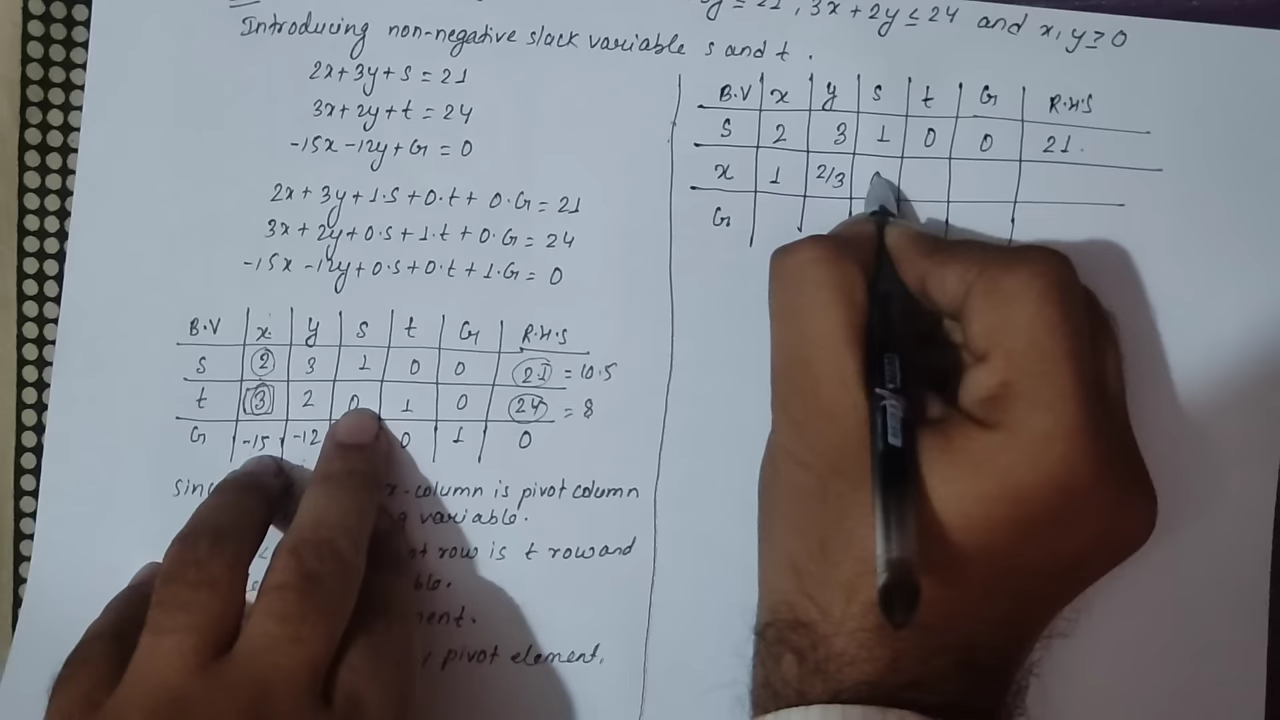 y ≤ 21, 3x + 2y ≤ 24 and x, y ≥ 0
Introducing non-negative slack variable s and t.
2x + 3y + s = 21
3x + 2y + t = 24
-15x - 12y + G = 0
2x + 3y + 1.s + 0.t + 0.G = 21
3x + 2y + 0.s + 1.t + 0.G = 24
-15x - 12y + 0.s + 0.t + 1.G = 0
B.V x y s t G R.H.S
s 2 3 1 0 0 21 = 10.5
t 3 2 0 1 0 24 = 8
G -15 -12 0 1 0
x-column is pivot column
variable.
row is t row and
pivot element.
B.V x y s t G R.H.S
s 2 3 1 0 0 21.
x 1 2/3
G